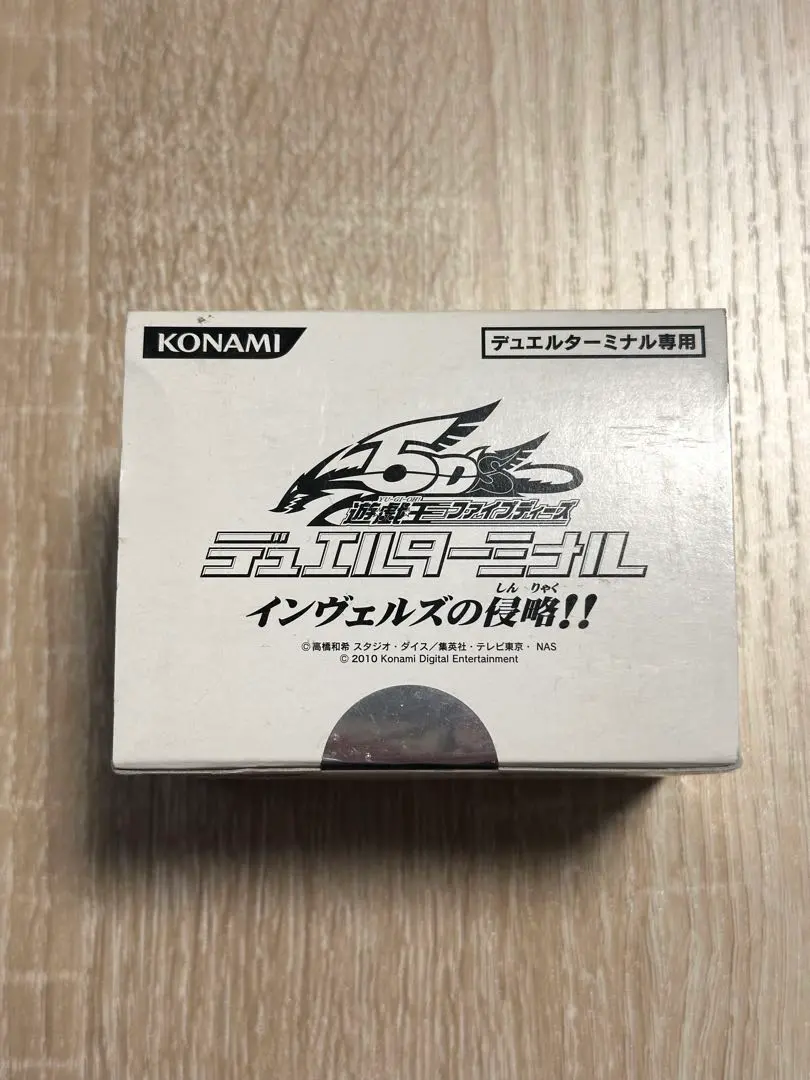 KONAMI
デュエルターミナル専用
5D's
YU-GI-OH!
遊戯王ファイブディーズ
デュエルターミナル
しん りゃく
インヴェルズの侵略!!
©高橋和希 スタジオ・ダイス/集英社・テレビ東京・ NAS
© 2010 Konami Digital Entertainment